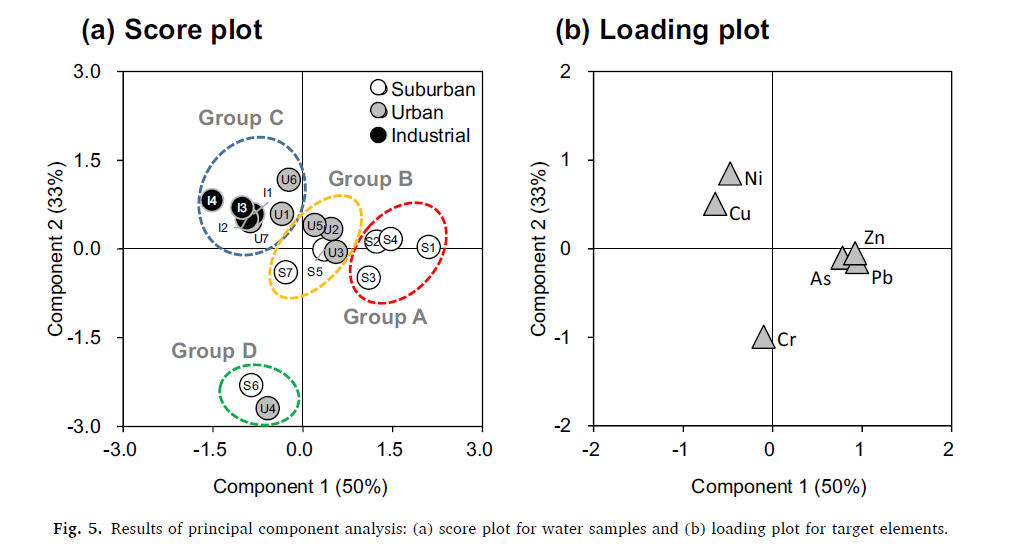 (a) Score plot
(b) Loading plot
3.0
1.5
0.0
-1.5
-3.0
Component 2 (33%)
Suburban
Urban
Industrial
Group C
Group B
Group A
Group D
U6
I1
I4
I3
U1
I2
U7
U5
U2
S2
S4
S1
U3
S5
S7
S3
S6
U4
-3.0
-1.5
0.0
1.5
3.0
Component 1 (50%)
2
1
0
-1
-2
Component 2 (33%)
Ni
Cu
Zn
As
Pb
Cr
-2
-1
0
1
2
Component 1 (50%)
Fig. 5. Results of principal component analysis: (a) score plot for water samples and (b) loading plot for target elements.